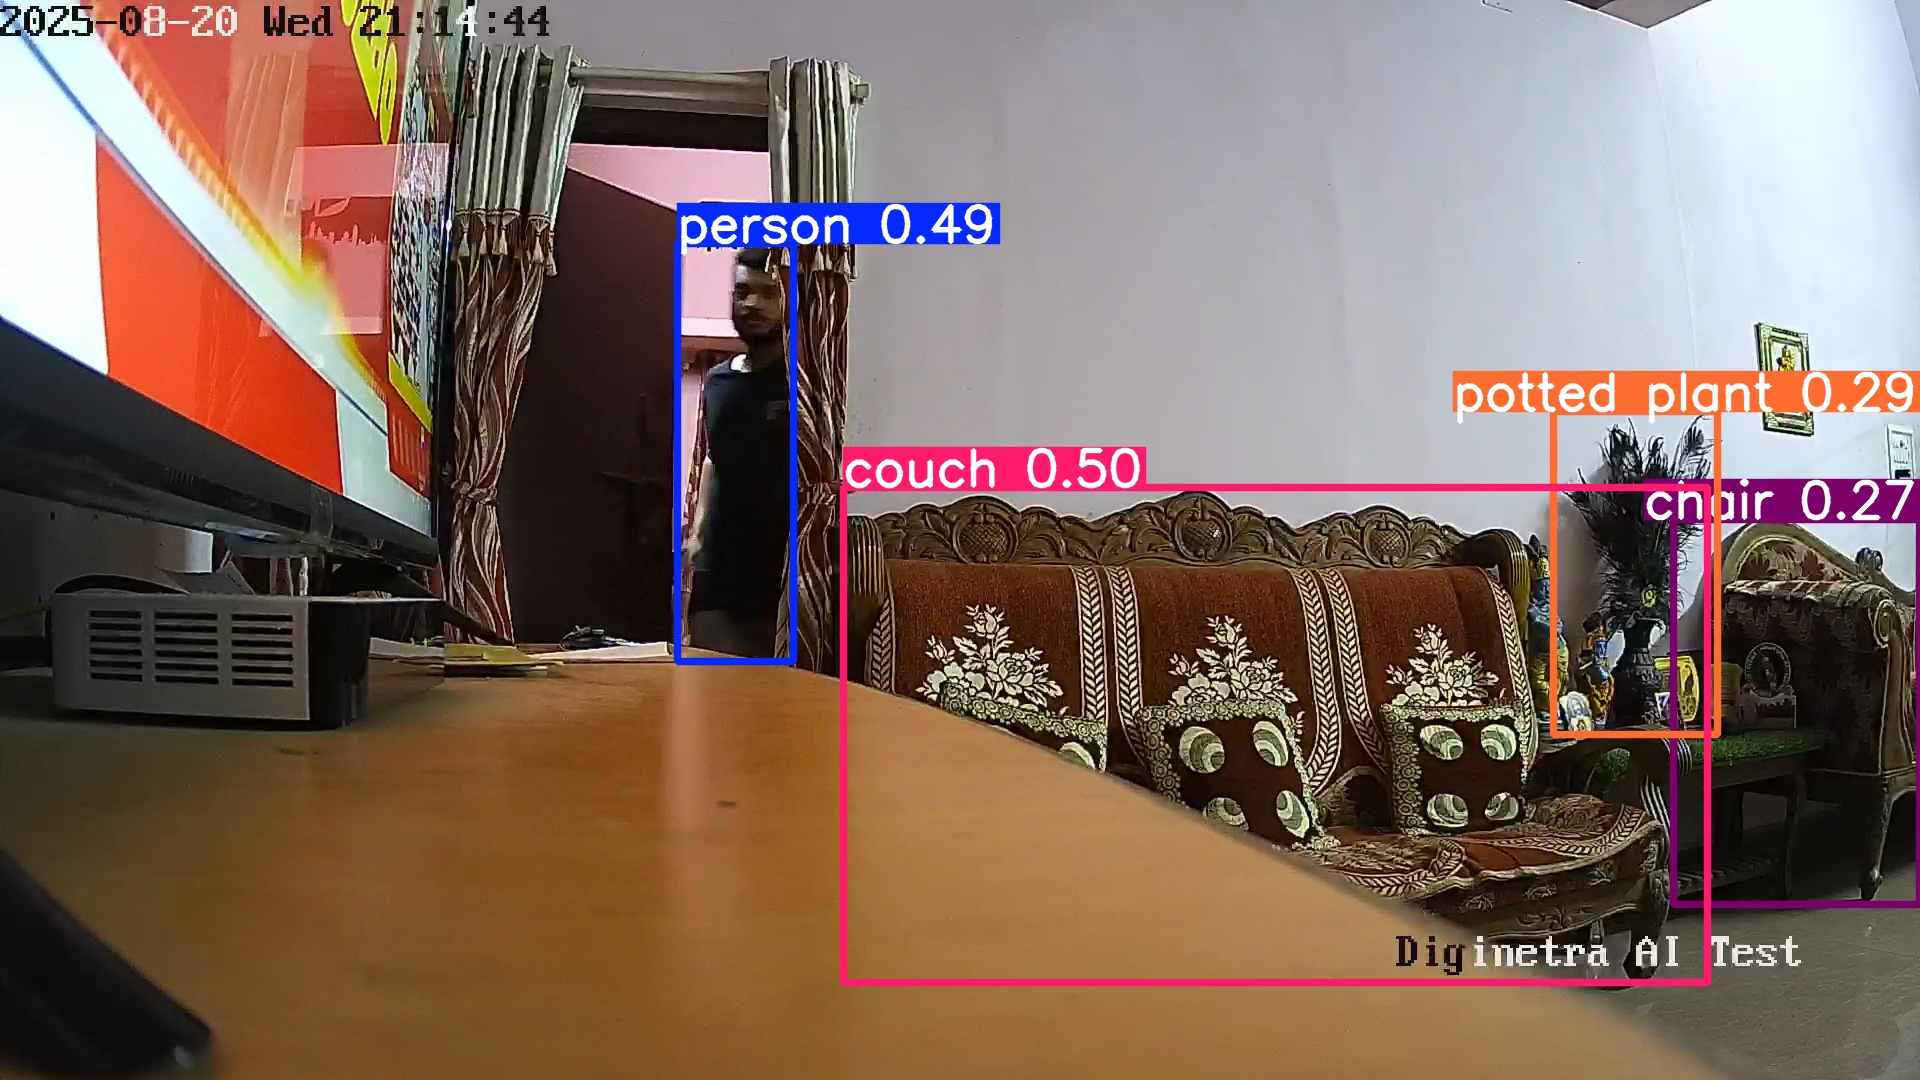 2025-08-20 Wed 21:14:44
person 0.49
potted plant 0.29
couch 0.50
chair 0.27
Diginetra AI Test